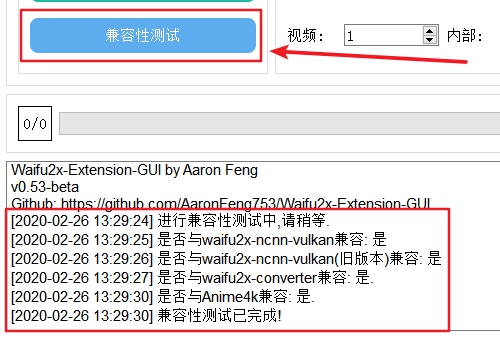 兼容性测试
视频： 1 内部：
0/0
Waifu2x-Extension-GUI by Aaron Feng
v0.53-beta
Github: https://github.com/AaronFeng753/Waifu2x-Extension-GUI
[2020-02-26 13:29:24] 进行兼容性测试中,请稍等.
[2020-02-26 13:29:25] 是否与waifu2x-ncnn-vulkan兼容: 是
[2020-02-26 13:29:26] 是否与waifu2x-ncnn-vulkan(旧版本)兼容: 是
[2020-02-26 13:29:27] 是否与waifu2x-converter兼容: 是.
[2020-02-26 13:29:30] 是否与Anime4k兼容: 是.
[2020-02-26 13:29:30] 兼容性测试已完成!